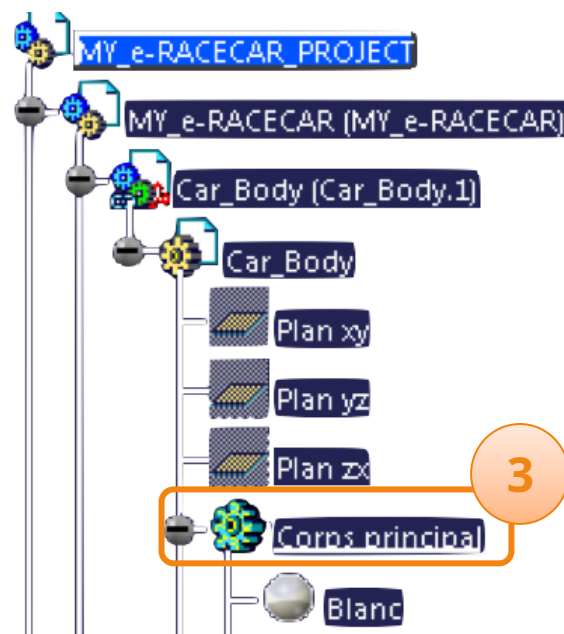 MY_e-RACECAR_PROJECT
MY_e-RACECAR (MY_e-RACECAR)
Car_Body (Car_Body.1)
Car_Body
Plan xy
Plan yz
Plan zx
3
Corps principal
Blanc